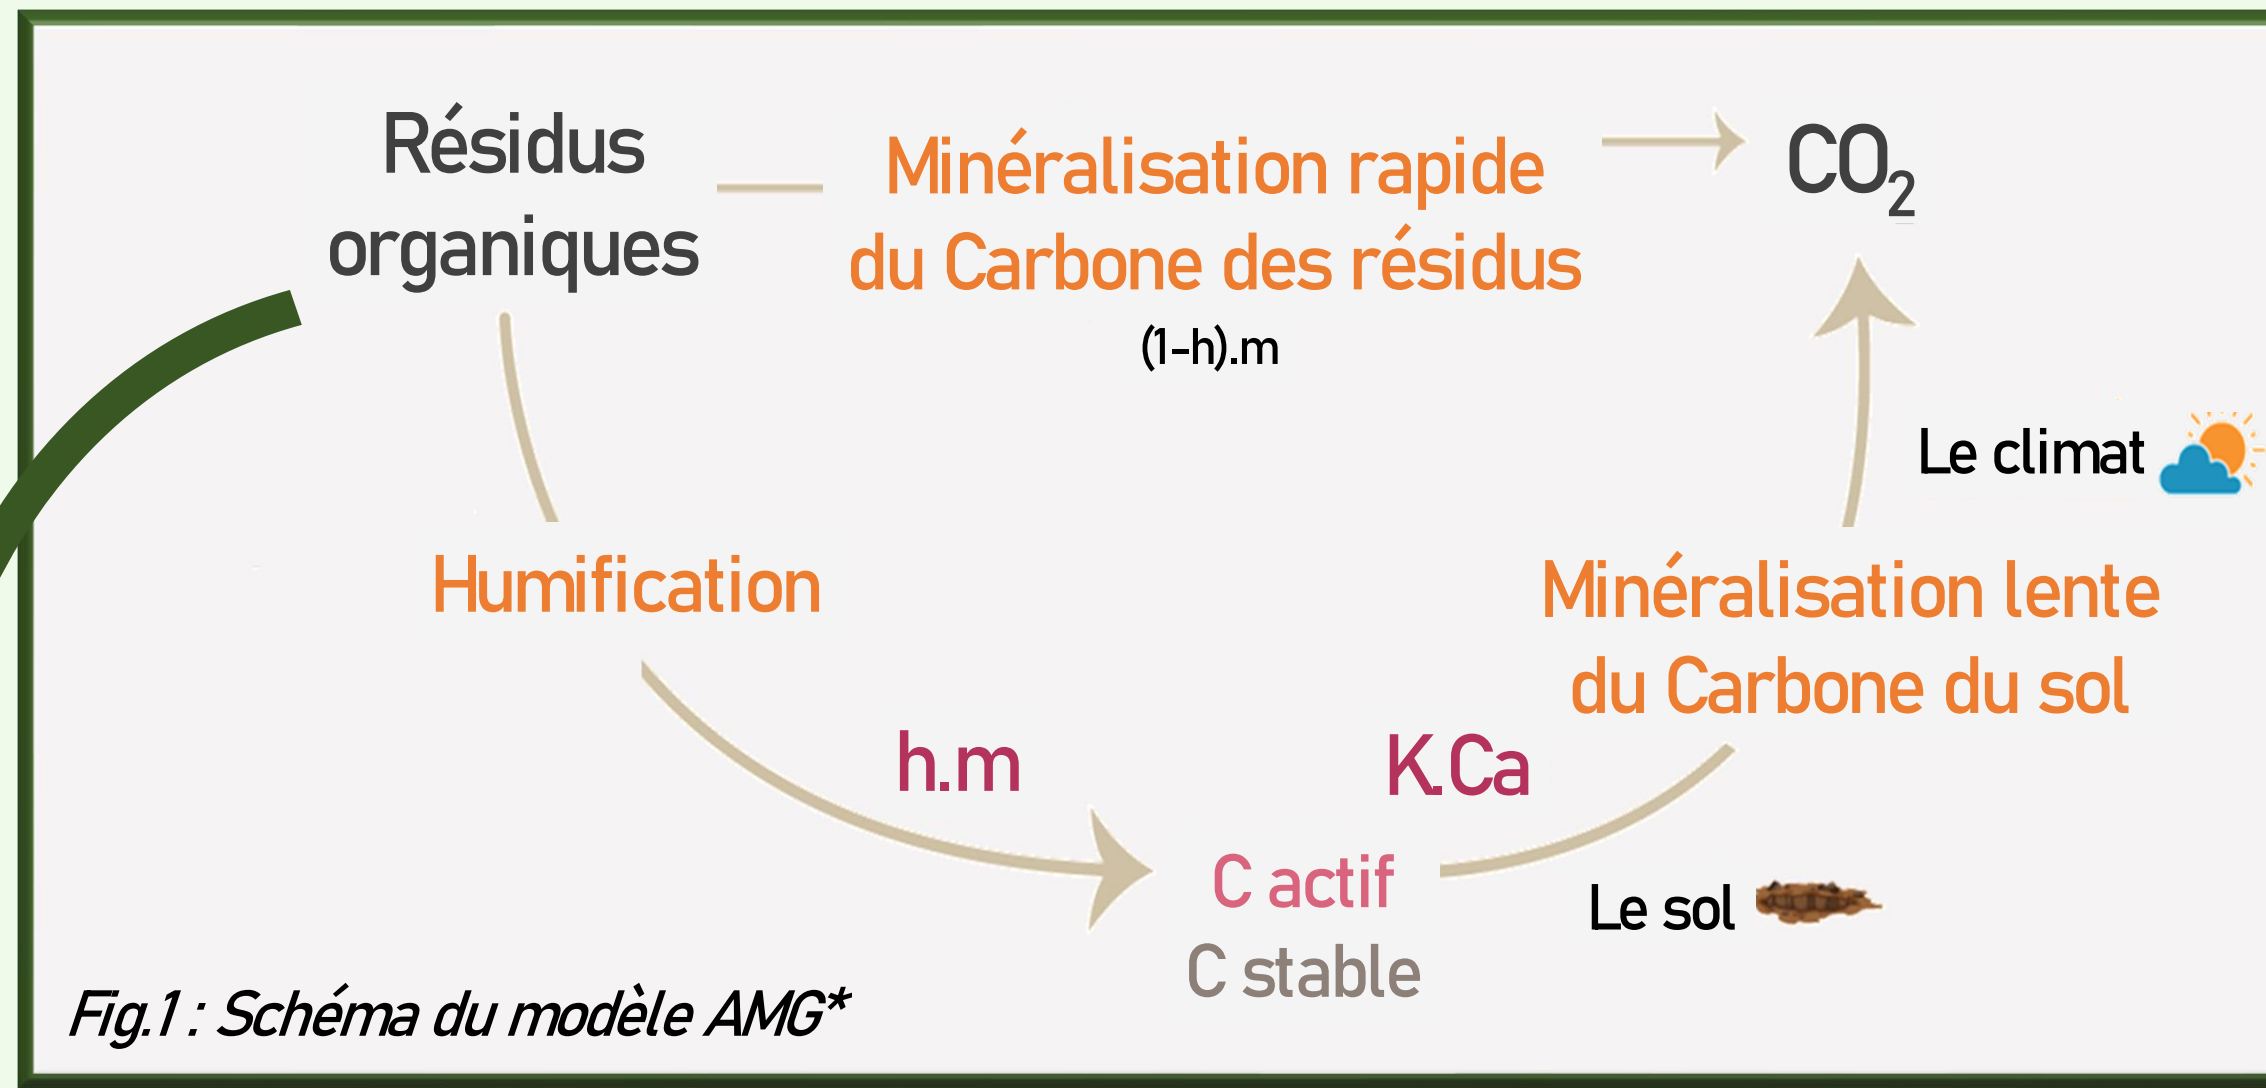 Résidus
organiques
Minéralisation rapide
du Carbone des résidus
(1-h).m
CO₂
Le climat
Humification
Minéralisation lente
du Carbone du sol
h.m
K.Ca
C actif
C stable
Le sol
Fig.1 : Schéma du modèle AMG*